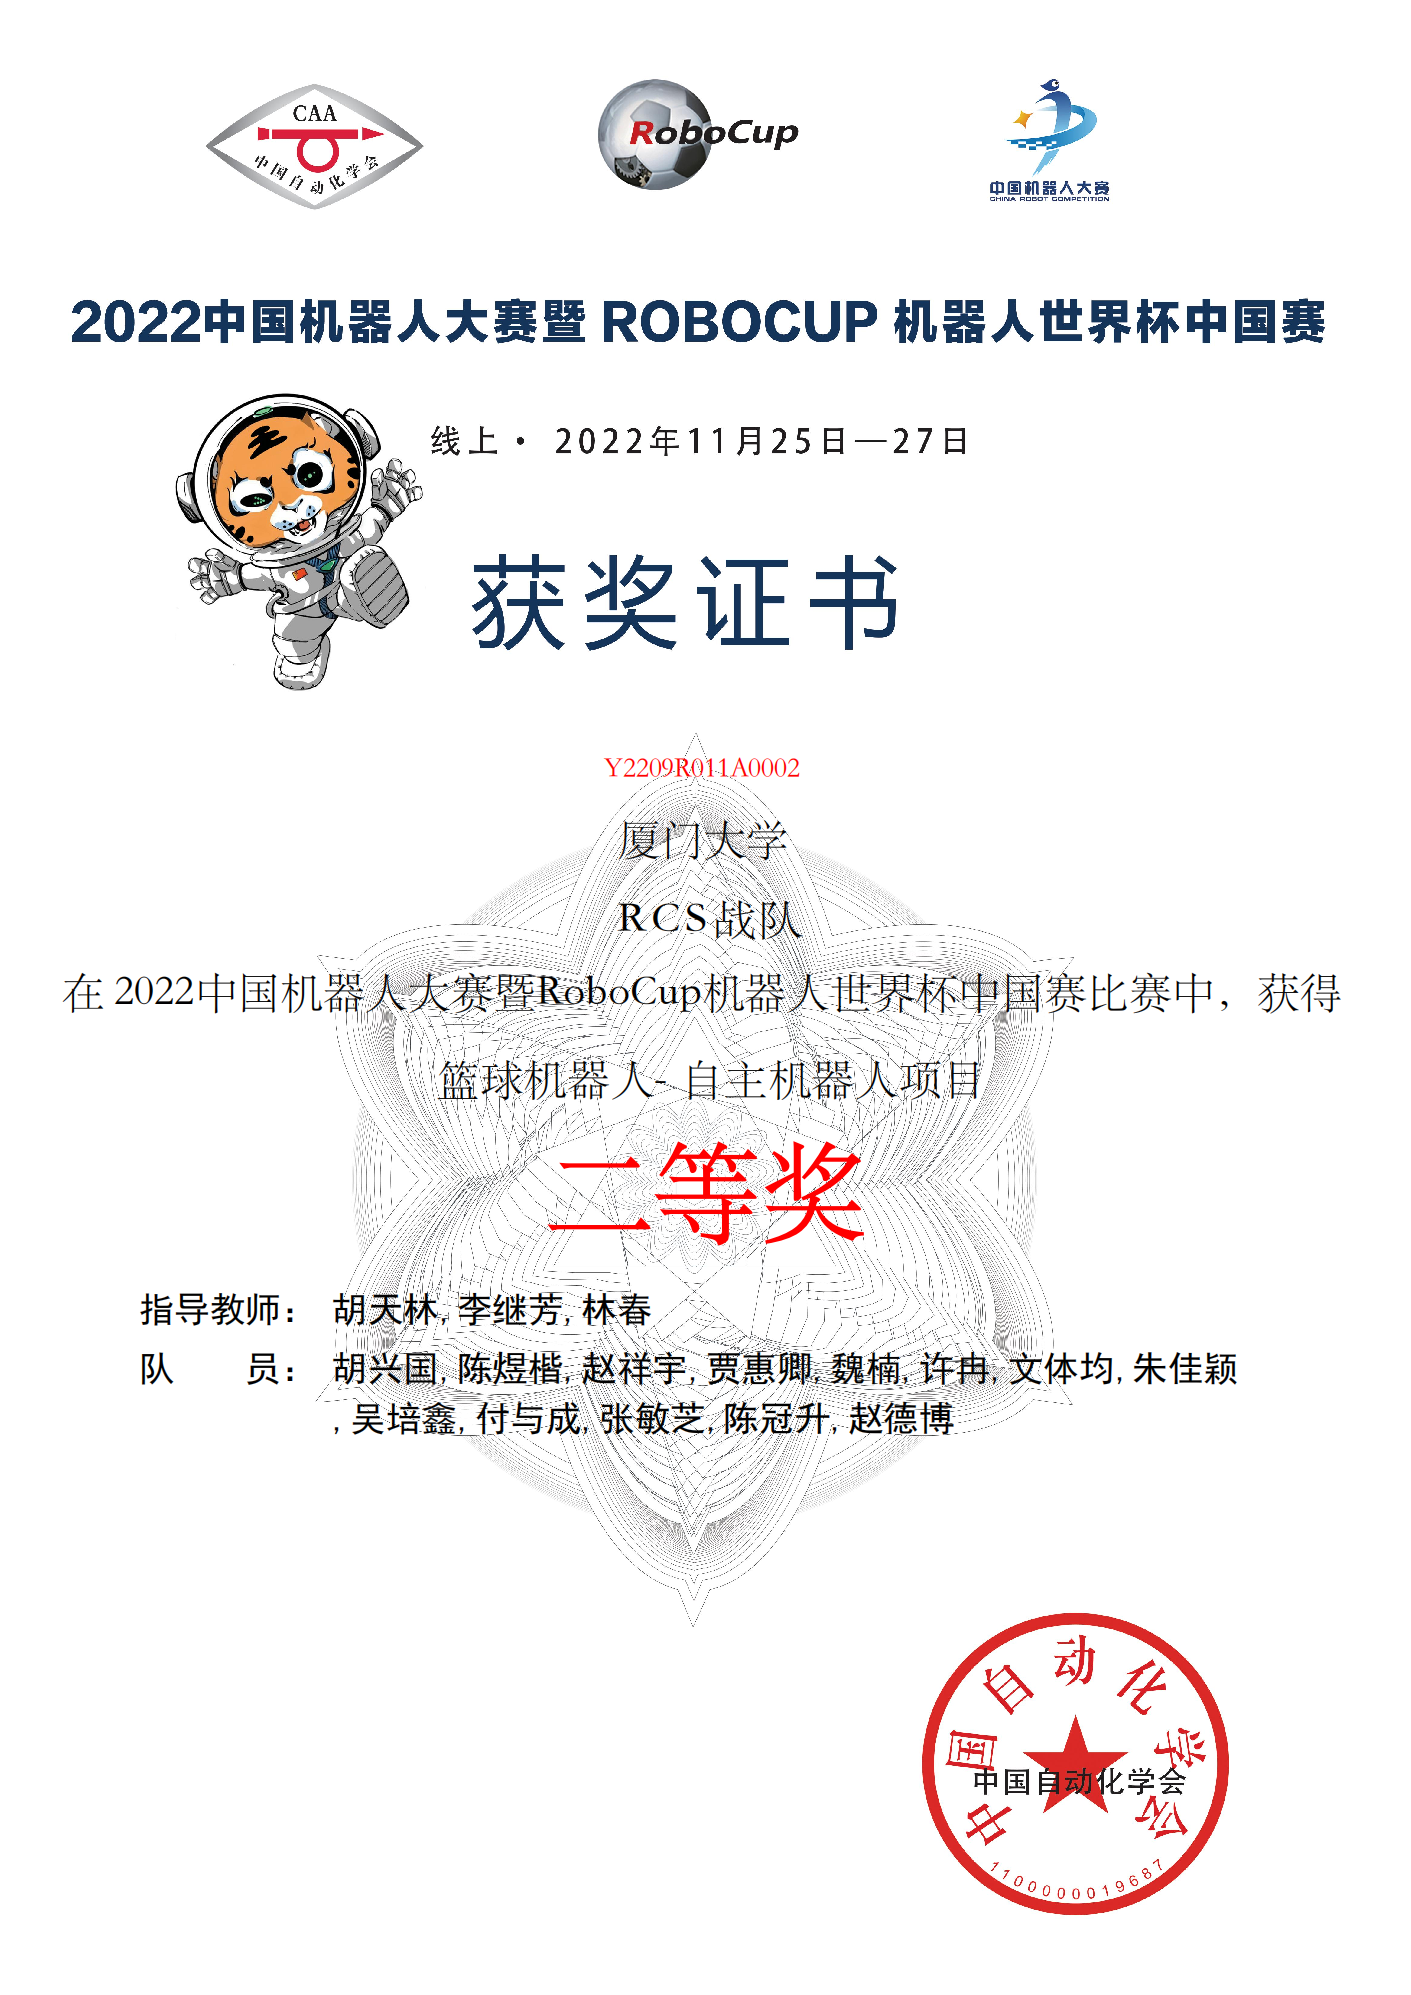 CAA
中国自动化学会
RoboCup
中国机器人大赛
CHINA ROBOT COMPETITION
2022中国机器人大赛暨 ROBOCUP 机器人世界杯中国赛
线上· 2022年11月25日—27日
获奖证书
Y2209R011A0002
厦门大学
RCS战队
在 2022中国机器人大赛暨RoboCup机器人世界杯中国赛比赛中，获得
篮球机器人- 自主机器人项目
二等奖
指导教师： 胡天林,李继芳,林春
队 员： 胡兴国,陈煜楷,赵祥宇,贾惠卿,魏楠,许冉,文体均,朱佳颖
,吴培鑫,付与成,张敏芝,陈冠升,赵德博
中国自动化学会
中国自动化学会
1100000019687